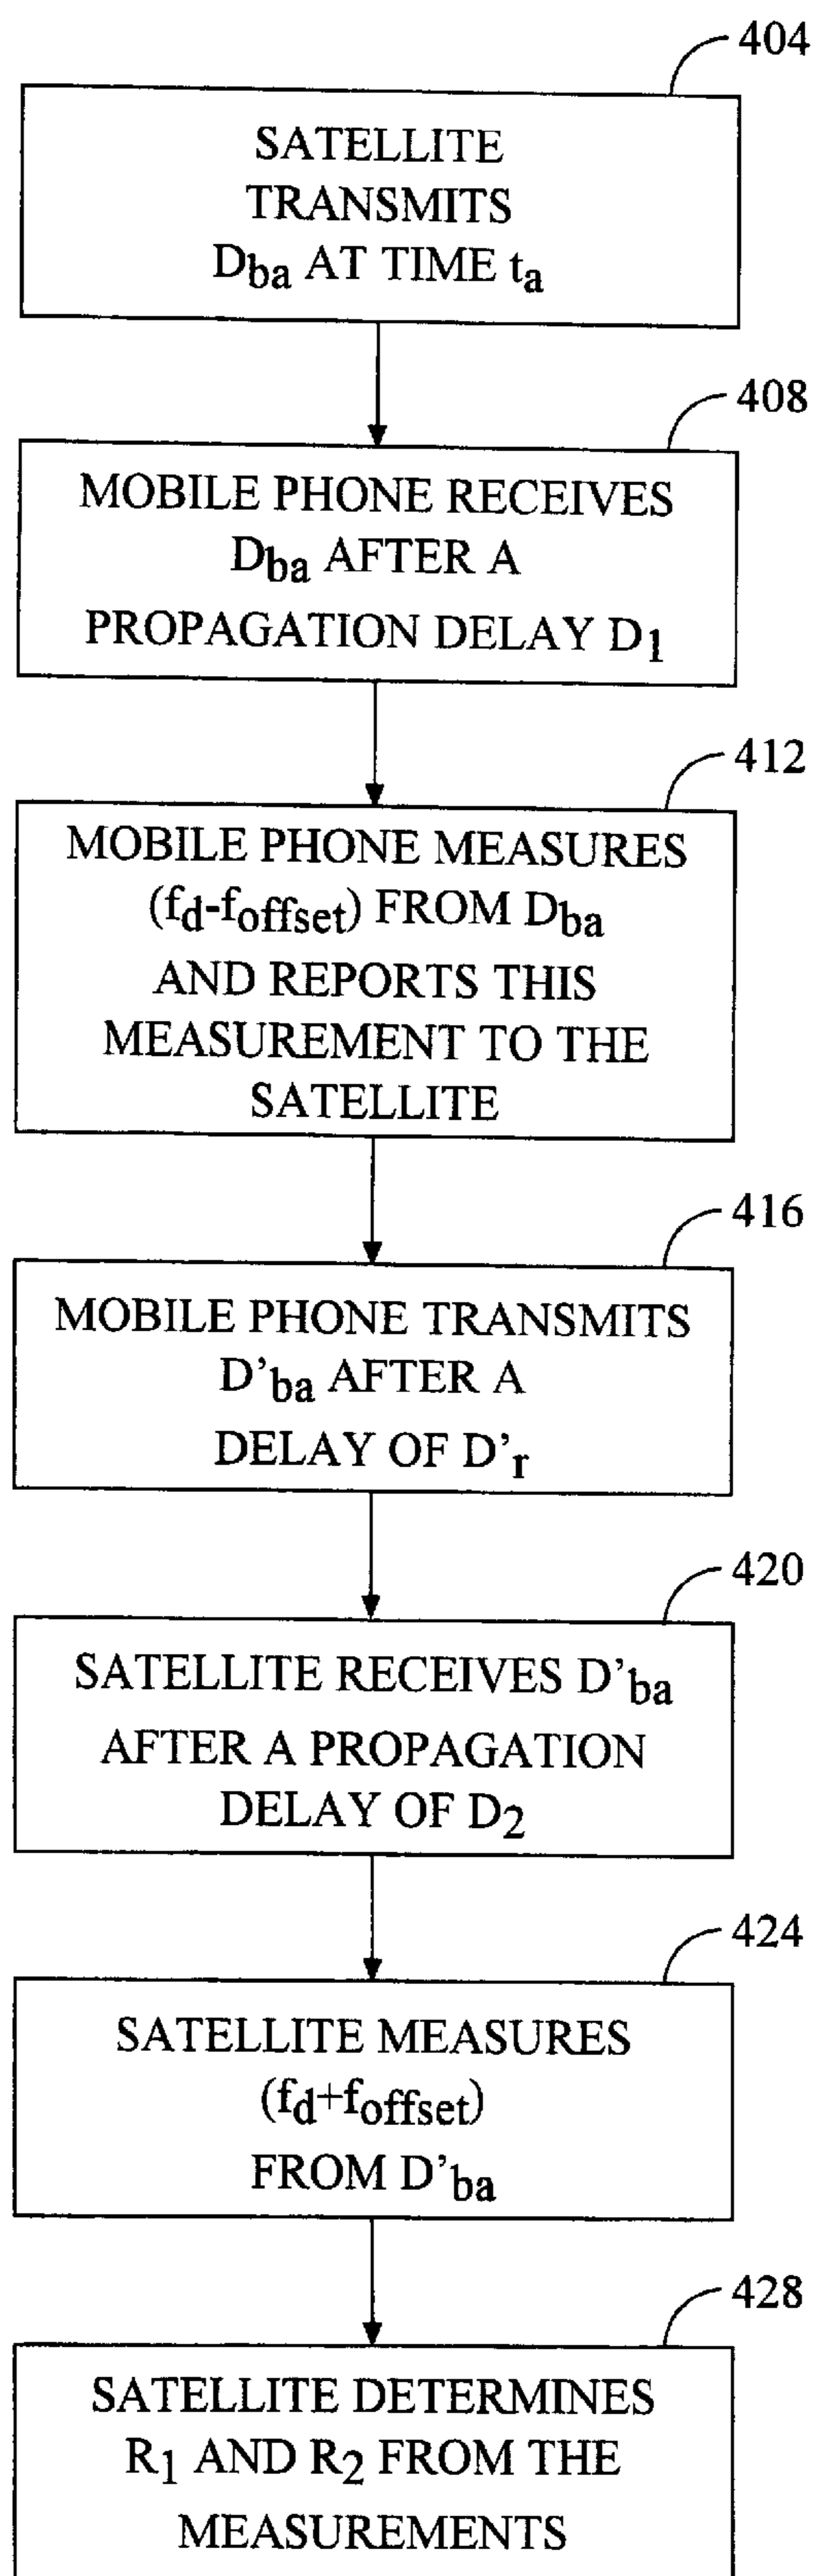 404
SATELLITE
TRANSMITS
Dba AT TIME ta
408
MOBILE PHONE RECEIVES
Dba AFTER A
PROPAGATION DELAY D1
412
MOBILE PHONE MEASURES
(fd-foffset) FROM Dba
AND REPORTS THIS
MEASUREMENT TO THE
SATELLITE
416
MOBILE PHONE TRANSMITS
D'ba AFTER A
DELAY OF D'r
420
SATELLITE RECEIVES D'ba
AFTER A PROPAGATION
DELAY OF D2
424
SATELLITE MEASURES
(fd+foffset)
FROM D'ba
428
SATELLITE DETERMINES
R1 AND R2 FROM THE
MEASUREMENTS